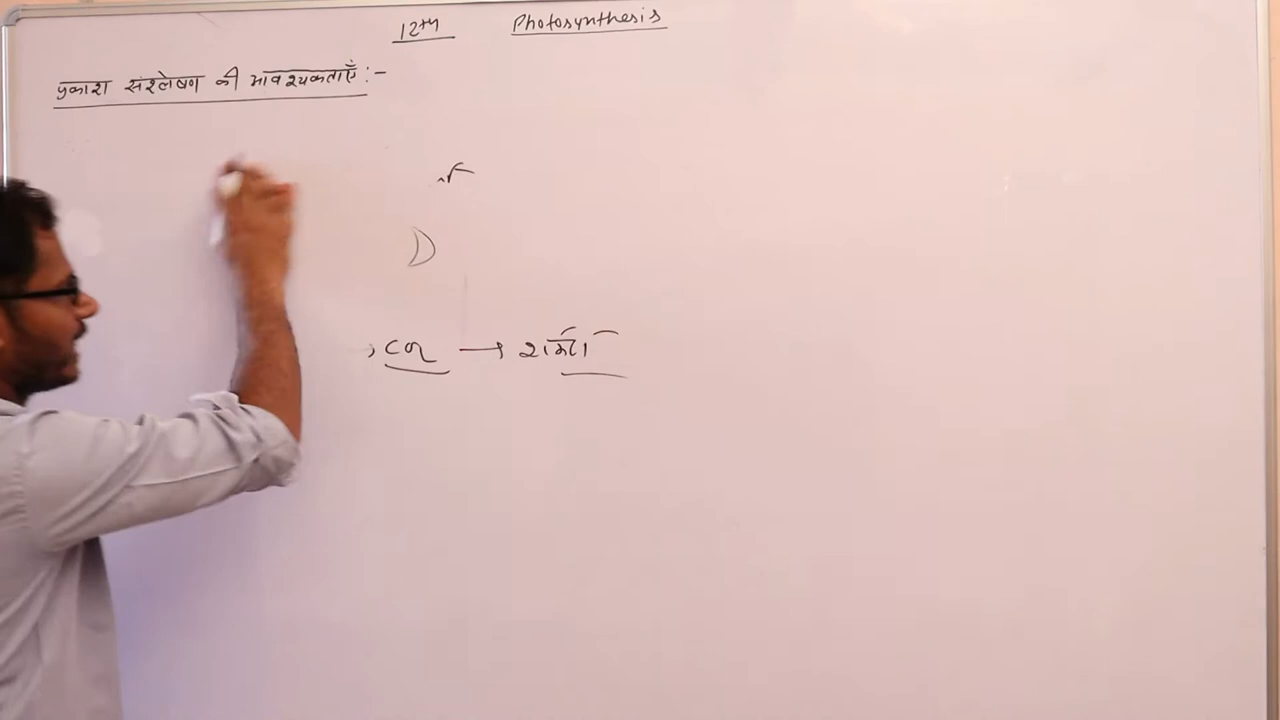 12th Photosynthesis
प्रकाश संश्लेषण की आवश्यकताएँ :-
CO2 → शर्करा